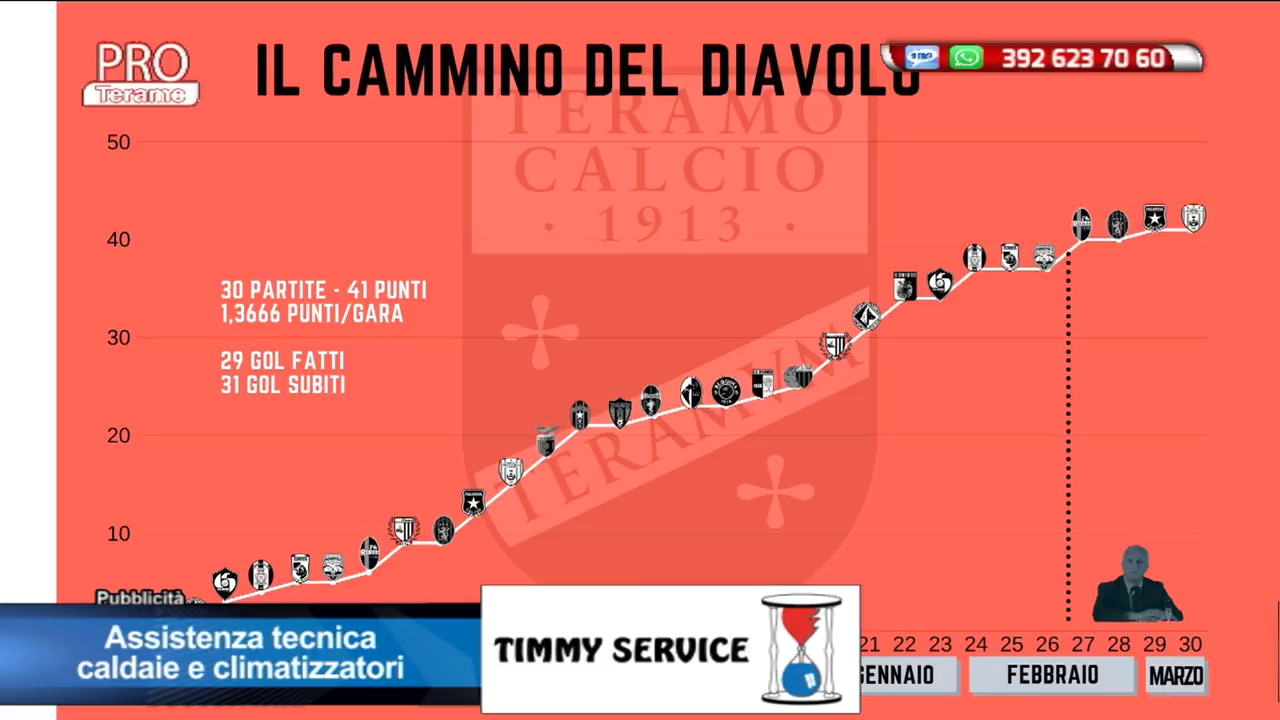 PRO
Teramo
IL CAMMINO DEL DIAVOLO
SMS
392 623 70 60
TERAMO
CALCIO
· 1913 ·
TERAMVM
50
40
30
20
10
30 PARTITE - 41 PUNTI
1,3666 PUNTI/GARA
29 GOL FATTI
31 GOL SUBITI
Pubblicità
Assistenza tecnica
caldaie e climatizzatori
TIMMY SERVICE
21 22 23 24 25 26 27 28 29 30
GENNAIO FEBBRAIO MARZO